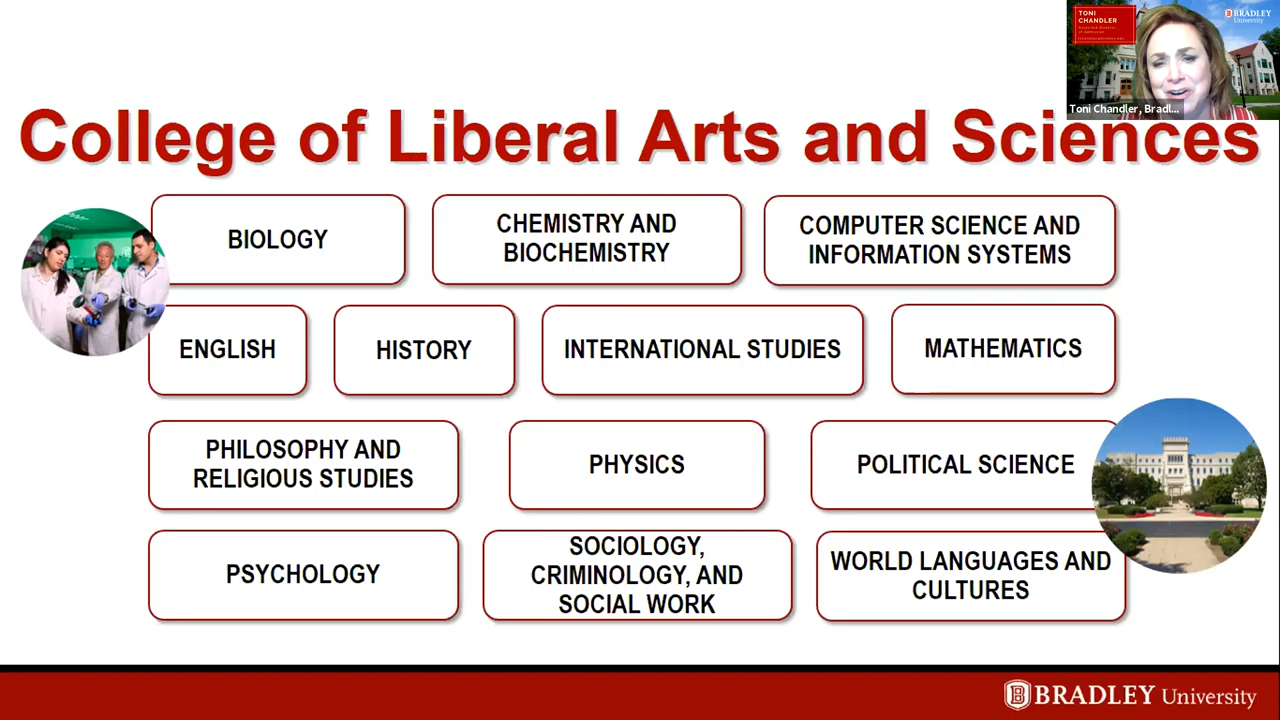 TONI
CHANDLER
BRADLEY
University
Toni Chandler, Bradl...
College of Liberal Arts and Sciences
BIOLOGY
CHEMISTRY AND
BIOCHEMISTRY
COMPUTER SCIENCE AND
INFORMATION SYSTEMS
ENGLISH
HISTORY
INTERNATIONAL STUDIES
MATHEMATICS
PHILOSOPHY AND
RELIGIOUS STUDIES
PHYSICS
POLITICAL SCIENCE
PSYCHOLOGY
SOCIOLOGY,
CRIMINOLOGY, AND
SOCIAL WORK
WORLD LANGUAGES AND
CULTURES
B BRADLEY University